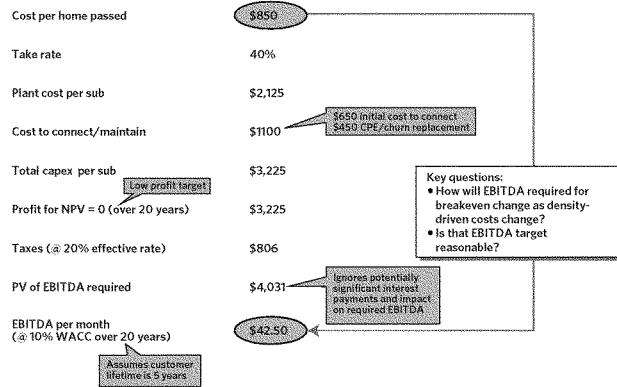 Cost per home passed $850
Take rate 40%
Plant cost per sub $2,125
$650 initial cost to connect
$450 CPE/churn replacement
Cost to connect/maintain $1100
Total capex per sub $3,225
Low profit target
Profit for NPV = 0 (over 20 years) $3,225
Key questions:
• How will EBITDA required for
breakeven change as density-
driven costs change?
• Is that EBITDA target
reasonable?
Taxes (@ 20% effective rate) $806
PV of EBITDA required $4,031
Ignores potentially
significant interest
payments and impact
on required EBITDA
EBITDA per month
(@ 10% WACC over 20 years) $42.50
Assumes customer
lifetime is 5 years